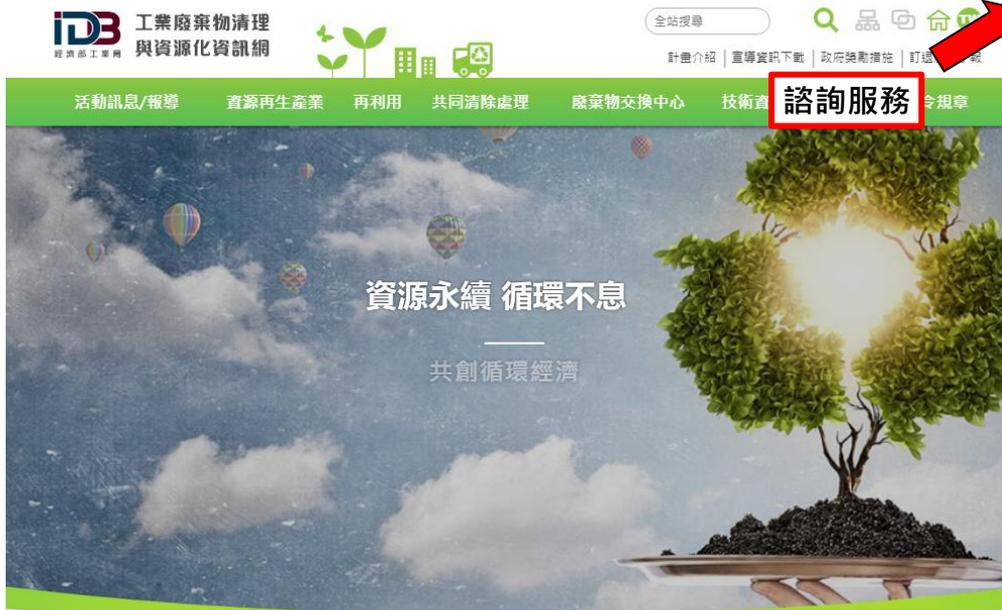 iDB
經濟部工業局
工業廢棄物清理
與資源化資訊網
全站搜尋
計畫介紹 | 宣導資訊下載 | 政府獎勵措施 | 訂
報
活動訊息/報導 資源再生產業 再利用 共同清除處理 廢棄物交換中心 技術資 諮詢服務 令規章
資源永續 循環不息
共創循環經濟